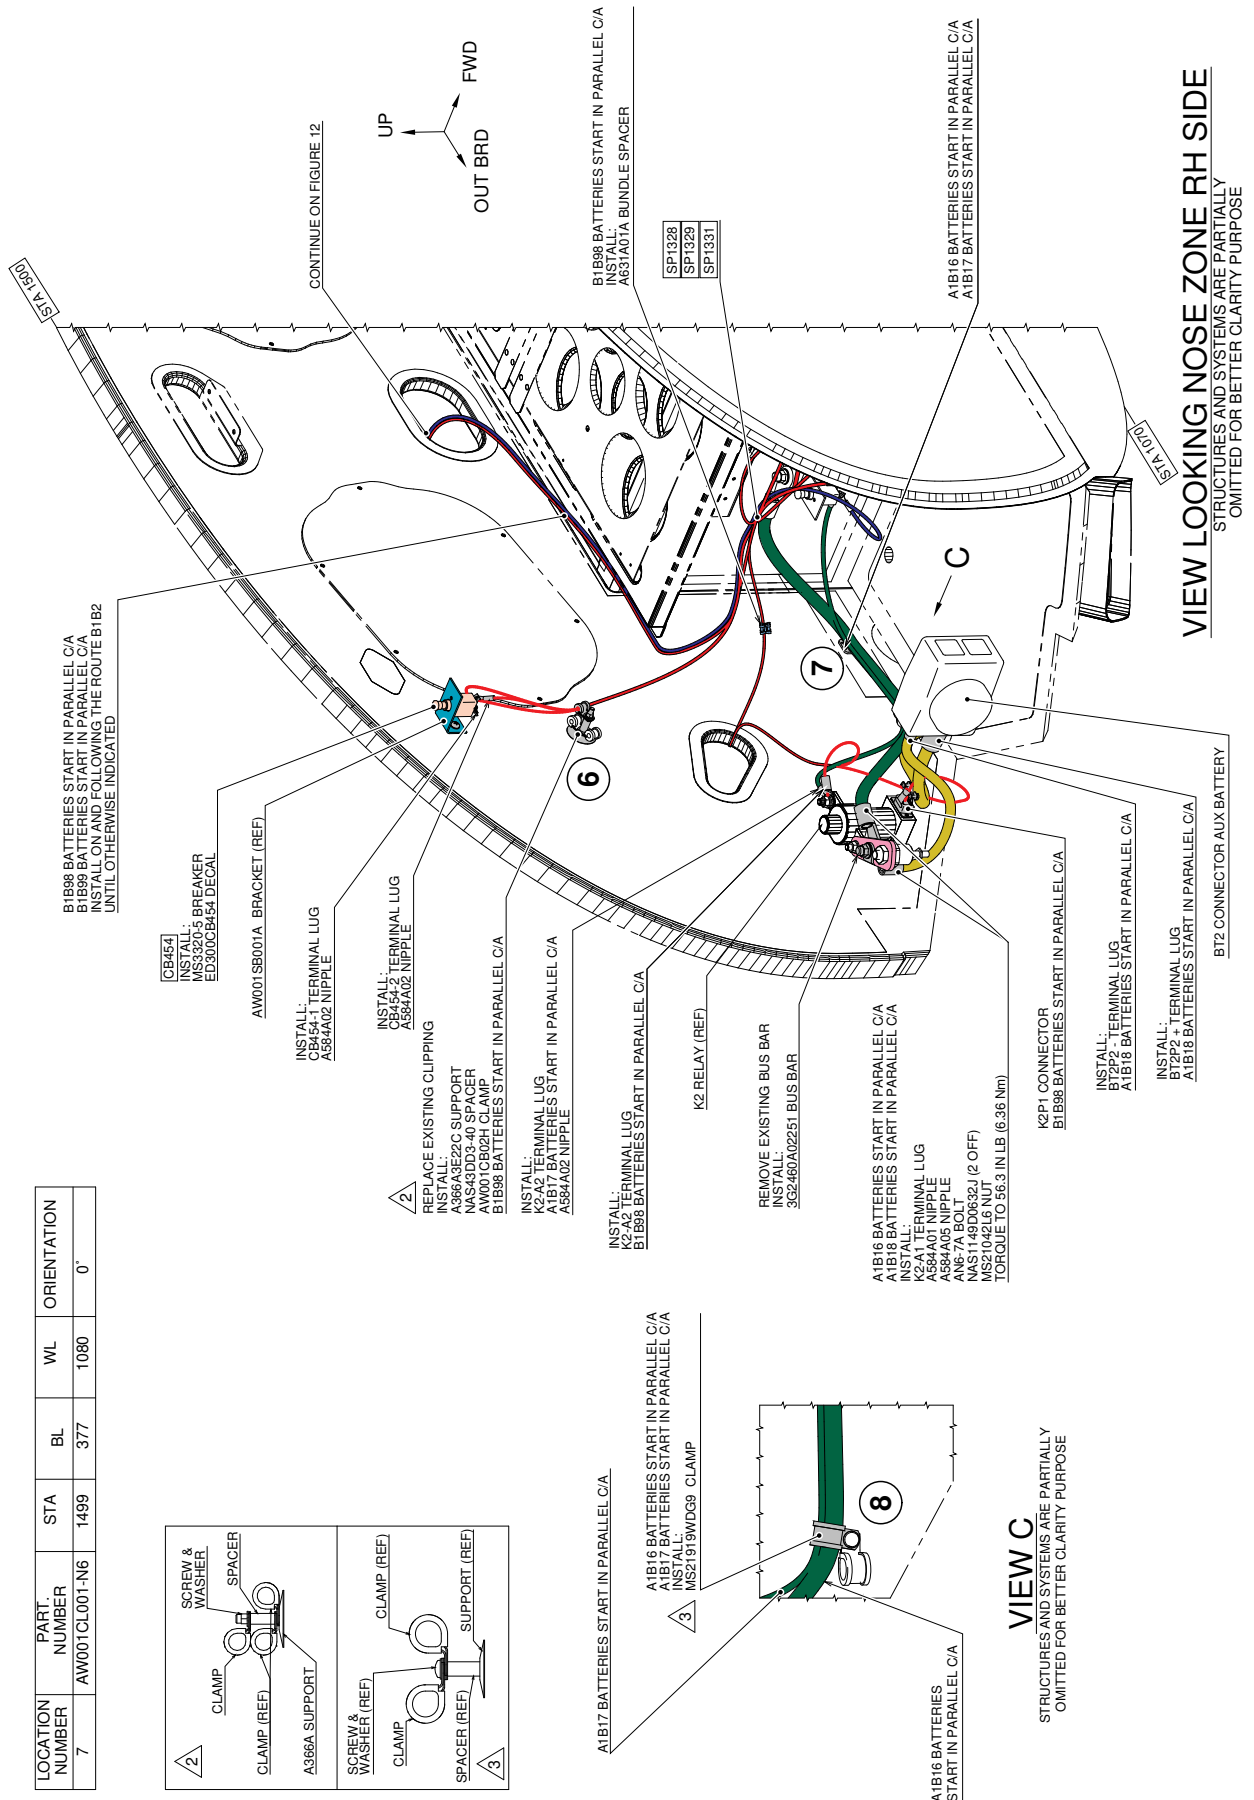 LOCATION NUMBER
PART. NUMBER
STA
BL
WL
ORIENTATION
7
AW001CL001-N6
1499
377
1080
0°
2
CLAMP
SCREW &
WASHER
SPACER
CLAMP (REF)
A366A SUPPORT
SCREW &
WASHER (REF)
CLAMP
CLAMP (REF)
SPACER (REF)
SUPPORT (REF)
3
B1B98 BATTERIES START IN PARALLEL C/A
B1B99 BATTERIES START IN PARALLEL C/A
INSTALL ON AND FOLLOWING THE ROUTE B1B2
UNTIL OTHERWISE INDICATED
CB454
INSTALL:
MS3320-5 BREAKER
ED300CB454 DECAL
AW001SB001A BRACKET (REF)
INSTALL:
CB454-1 TERMINAL LUG
A584A02 NIPPLE
INSTALL:
CB454-2 TERMINAL LUG
A584A02 NIPPLE
2
REPLACE EXISTING CLIPPING
INSTALL:
A366A3E22C SUPPORT
NAS43DD3-40 SPACER
AW001CB02H CLAMP
B1B98 BATTERIES START IN PARALLEL C/A
INSTALL:
K2-A2 TERMINAL LUG
A1B17 BATTERIES START IN PARALLEL C/A
A584A02 NIPPLE
INSTALL:
K2-A2 TERMINAL LUG
B1B98 BATTERIES START IN PARALLEL C/A
K2 RELAY (REF)
REMOVE EXISTING BUS BAR
INSTALL:
3G2460A02251 BUS BAR
A1B16 BATTERIES START IN PARALLEL C/A
A1B18 BATTERIES START IN PARALLEL C/A
INSTALL:
K2-A1 TERMINAL LUG
A584A01 NIPPLE
A584A05 NIPPLE
AN6-7A BOLT
NAS1149D0632J (2 OFF)
MS21042L6 NUT
TORQUE TO 56.3 IN LB (6.36 Nm)
K2P1 CONNECTOR
B1B98 BATTERIES START IN PARALLEL C/A
INSTALL:
BT2P2 - TERMINAL LUG
A1B18 BATTERIES START IN PARALLEL C/A
INSTALL:
BT2P2 + TERMINAL LUG
A1B18 BATTERIES START IN PARALLEL C/A
BT2 CONNECTOR AUX BATTERY
STA 1500
CONTINUE ON FIGURE 12
UP
FWD
OUT BRD
B1B98 BATTERIES START IN PARALLEL C/A
INSTALL:
A631A01A BUNDLE SPACER
SP1328
SP1329
SP1331
A1B16 BATTERIES START IN PARALLEL C/A
A1B17 BATTERIES START IN PARALLEL C/A
STA 1070
6
7
C
VIEW LOOKING NOSE ZONE RH SIDE
STRUCTURES AND SYSTEMS ARE PARTIALLY
OMITTED FOR BETTER CLARITY PURPOSE
A1B17 BATTERIES START IN PARALLEL C/A
3
A1B16 BATTERIES START IN PARALLEL C/A
A1B17 BATTERIES START IN PARALLEL C/A
INSTALL:
MS21919WDG9 CLAMP
8
A1B16 BATTERIES
START IN PARALLEL C/A
VIEW C
STRUCTURES AND SYSTEMS ARE PARTIALLY
OMITTED FOR BETTER CLARITY PURPOSE